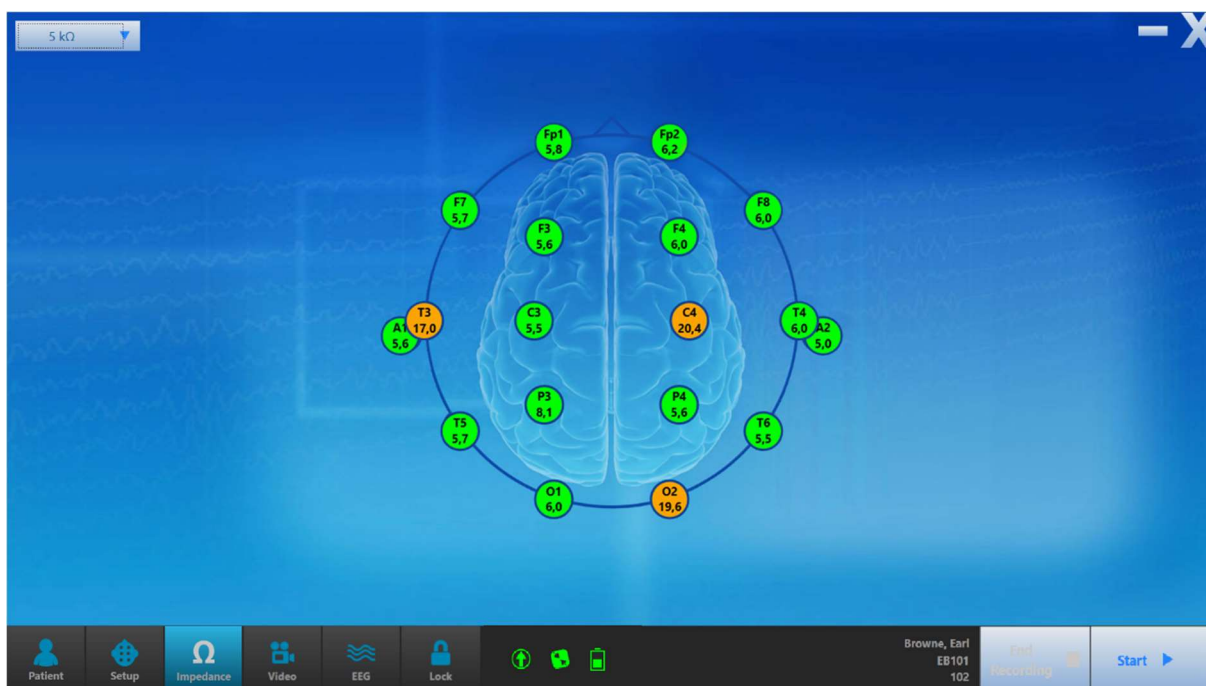 5 kΩ
Fp1
5,8
Fp2
6,2
F7
5,7
F8
6,0
F3
5,6
F4
6,0
A1
5,6
T3
17,0
C3
5,5
C4
20,4
T4
6,0
A2
5,0
P3
8,1
P4
5,6
T5
5,7
T6
5,5
O1
6,0
O2
19,6
Patient
Setup
Ω
Impedance
Video
EEG
Lock
Browne, Earl
EB101
102
End
Recording
Start